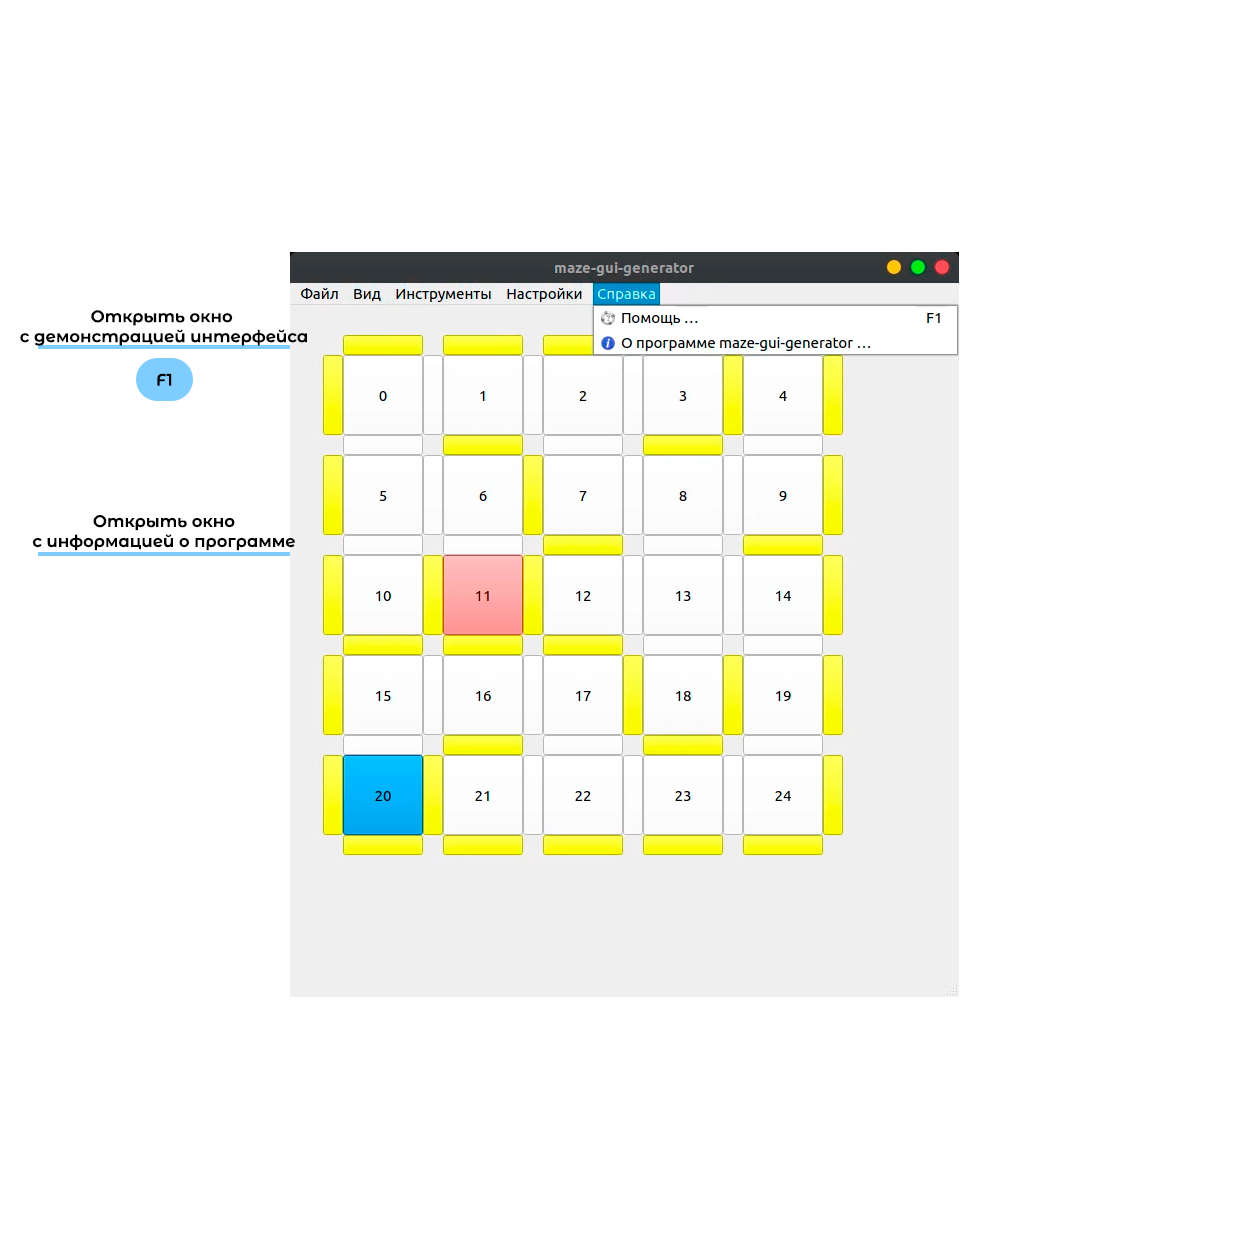 maze-gui-generator
Файл Вид Инструменты Настройки Справка
Помощь ... F1
О программе maze-gui-generator ...
Открыть окно
с демонстрацией интерфейса
F1
Открыть окно
с информацией о программе
0 1 2 3 4
5 6 7 8 9
10 11 12 13 14
15 16 17 18 19
20 21 22 23 24